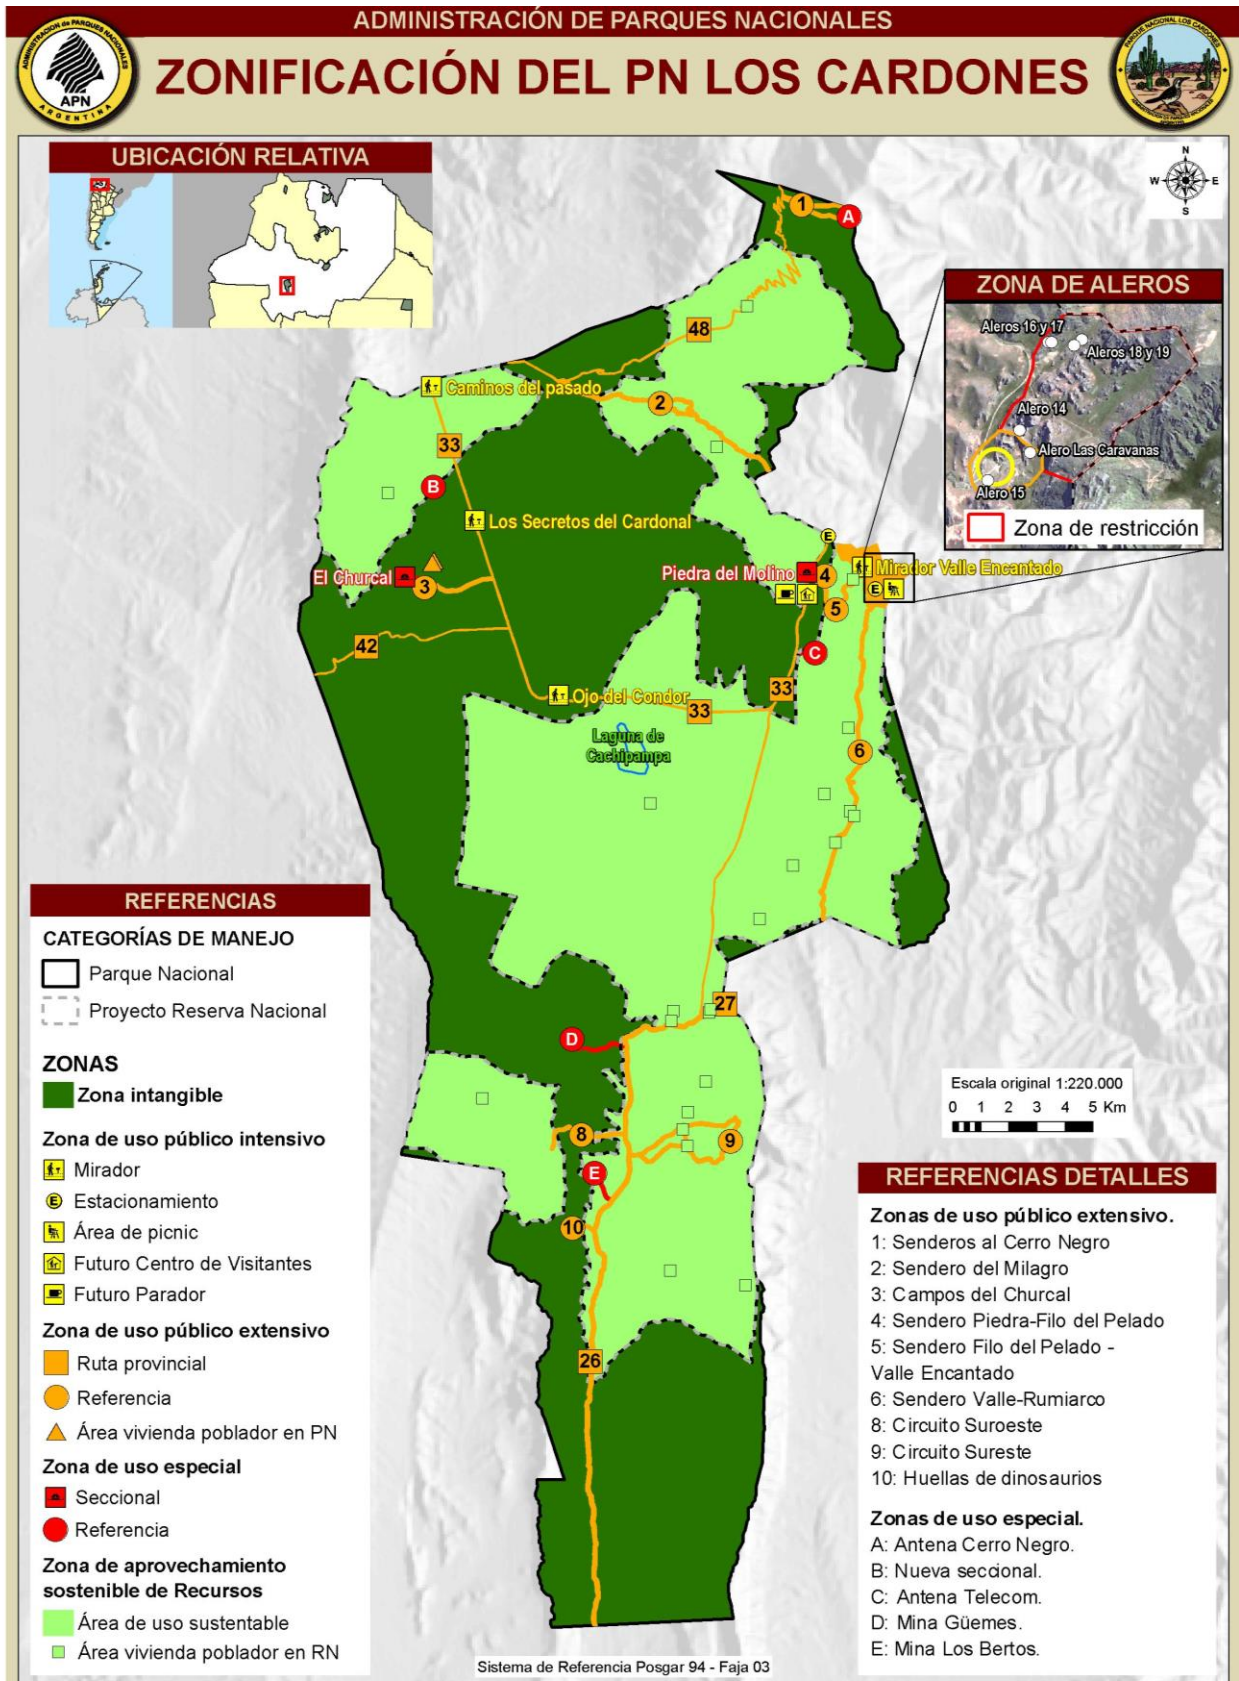 ADMINISTRACIÓN DE PARQUES NACIONALES
ZONIFICACIÓN DEL PN LOS CARDONES
ADMINISTRACION de PARQUES NACIONALES
APN
ARGENTINA
PARQUE NACIONAL LOS CARDONES
UBICACIÓN RELATIVA
N
W
E
S
1
A
48
Caminos del pasado
2
33
B
Los Secretos del Cardonal
El Churcal
3
E
Piedra del Molino
4
Mirador Valle Encantado
E
5
42
C
Ojo del Condor
33
33
Laguna de
Cachipampa
6
27
D
8
9
E
10
26
ZONA DE ALEROS
Aleros 16 y 17
Aleros 18 y 19
Alero 14
Alero Las Caravanas
Alero 15
Zona de restricción
REFERENCIAS
CATEGORÍAS DE MANEJO
Parque Nacional
Proyecto Reserva Nacional
ZONAS
Zona intangible
Zona de uso público intensivo
Mirador
E Estacionamiento
Área de picnic
Futuro Centro de Visitantes
Futuro Parador
Zona de uso público extensivo
Ruta provincial
Referencia
Área vivienda poblador en PN
Zona de uso especial
Seccional
Referencia
Zona de aprovechamiento
sostenible de Recursos
Área de uso sustentable
Área vivienda poblador en RN
Escala original 1:220.000
0 1 2 3 4 5 Km
REFERENCIAS DETALLES
Zonas de uso público extensivo.
1: Senderos al Cerro Negro
2: Sendero del Milagro
3: Campos del Churcal
4: Sendero Piedra-Filo del Pelado
5: Sendero Filo del Pelado -
Valle Encantado
6: Sendero Valle-Rumiarco
8: Circuito Suroeste
9: Circuito Sureste
10: Huellas de dinosaurios
Zonas de uso especial.
A: Antena Cerro Negro.
B: Nueva seccional.
C: Antena Telecom.
D: Mina Güemes.
E: Mina Los Bertos.
Sistema de Referencia Posgar 94 - Faja 03